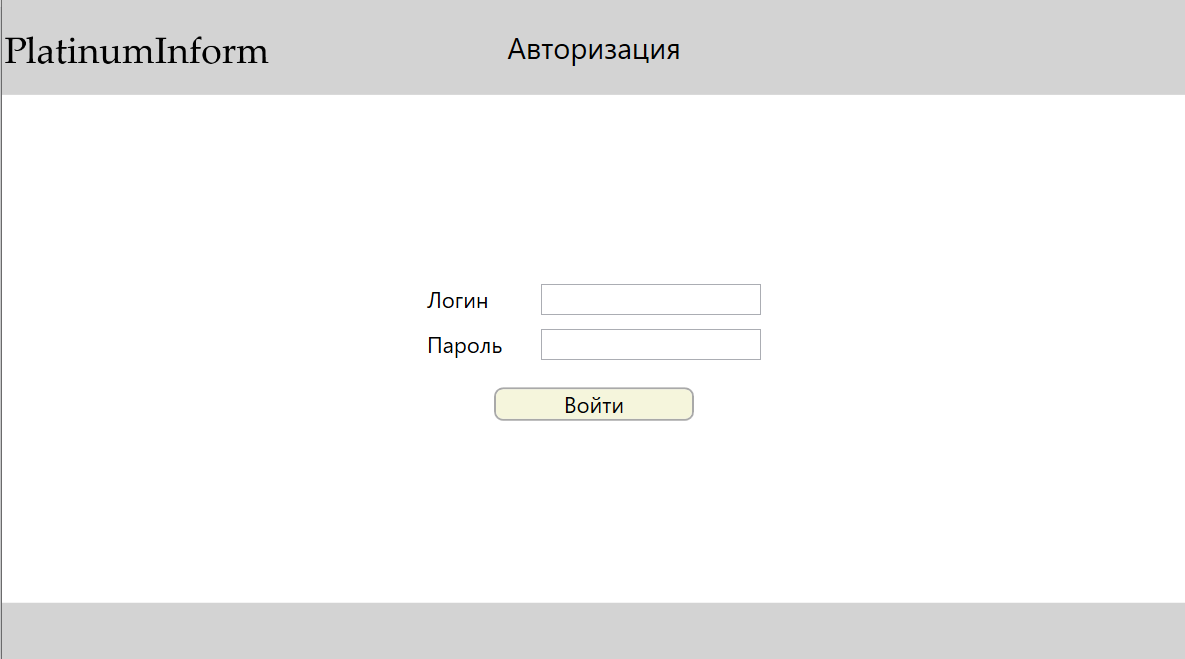 PlatinumInform
Авторизация
Логин
Пароль
Войти